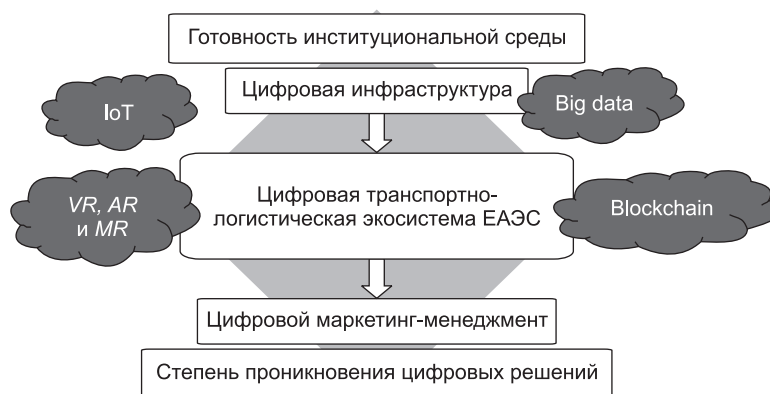 Готовность институциональной среды
Цифровая инфраструктура
IoT
Big data
Цифровая транспортно-
логистическая экосистема ЕАЭС
VR, AR
и MR
Blockchain
Цифровой маркетинг-менеджмент
Степень проникновения цифровых решений